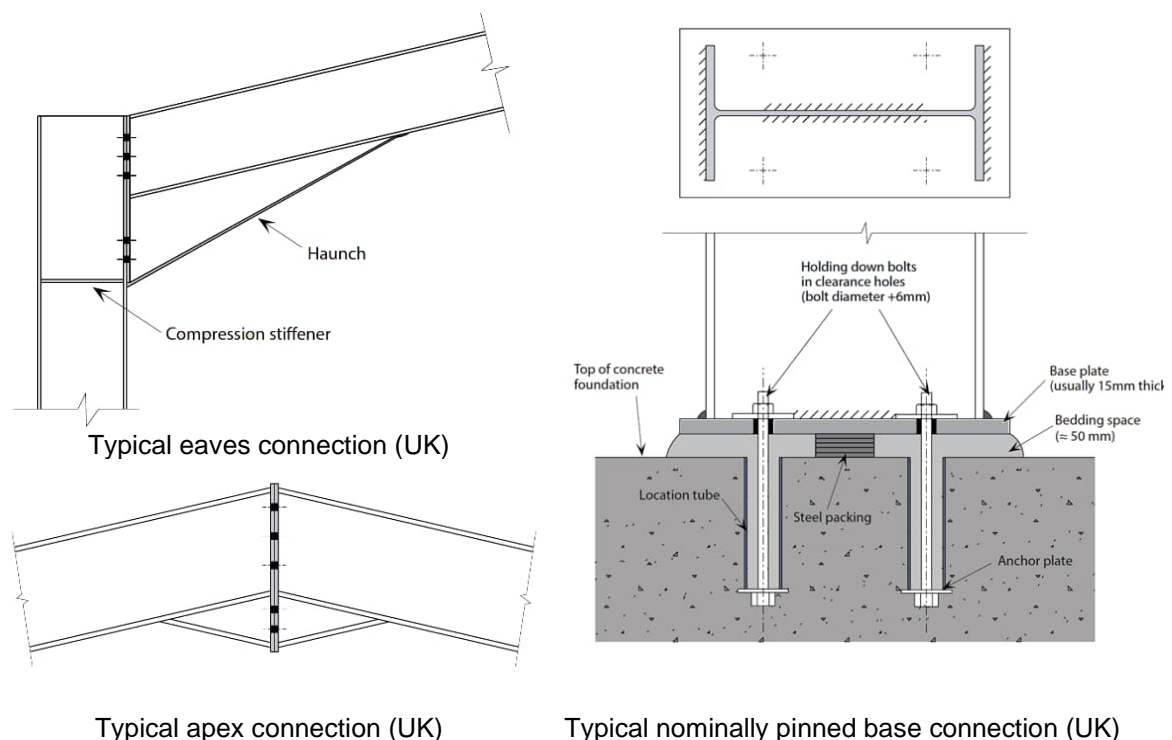 Haunch
Compression stiffener
Typical eaves connection (UK)
Typical apex connection (UK)
Holding down bolts
in clearance holes
(bolt diameter +6mm)
Top of concrete
foundation
Base plate
(usually 15mm thick
Bedding space
(≈ 50 mm)
Location tube
Steel packing
Anchor plate
Typical nominally pinned base connection (UK)